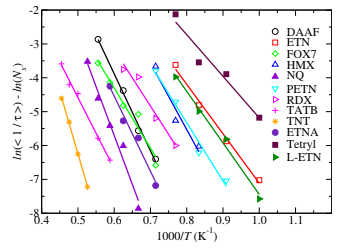 -2
-3
-4
-5
-6
-7
-8
0.4
0.5
0.6
0.7
0.8
0.9
1.0
1.1
ln(< 1 / τ >) - ln(Nₓ)
1000/T (K⁻¹)
DAAF
ETN
FOX7
HMX
NQ
PETN
RDX
TATB
TNT
ETNA
Tetryl
L-ETN